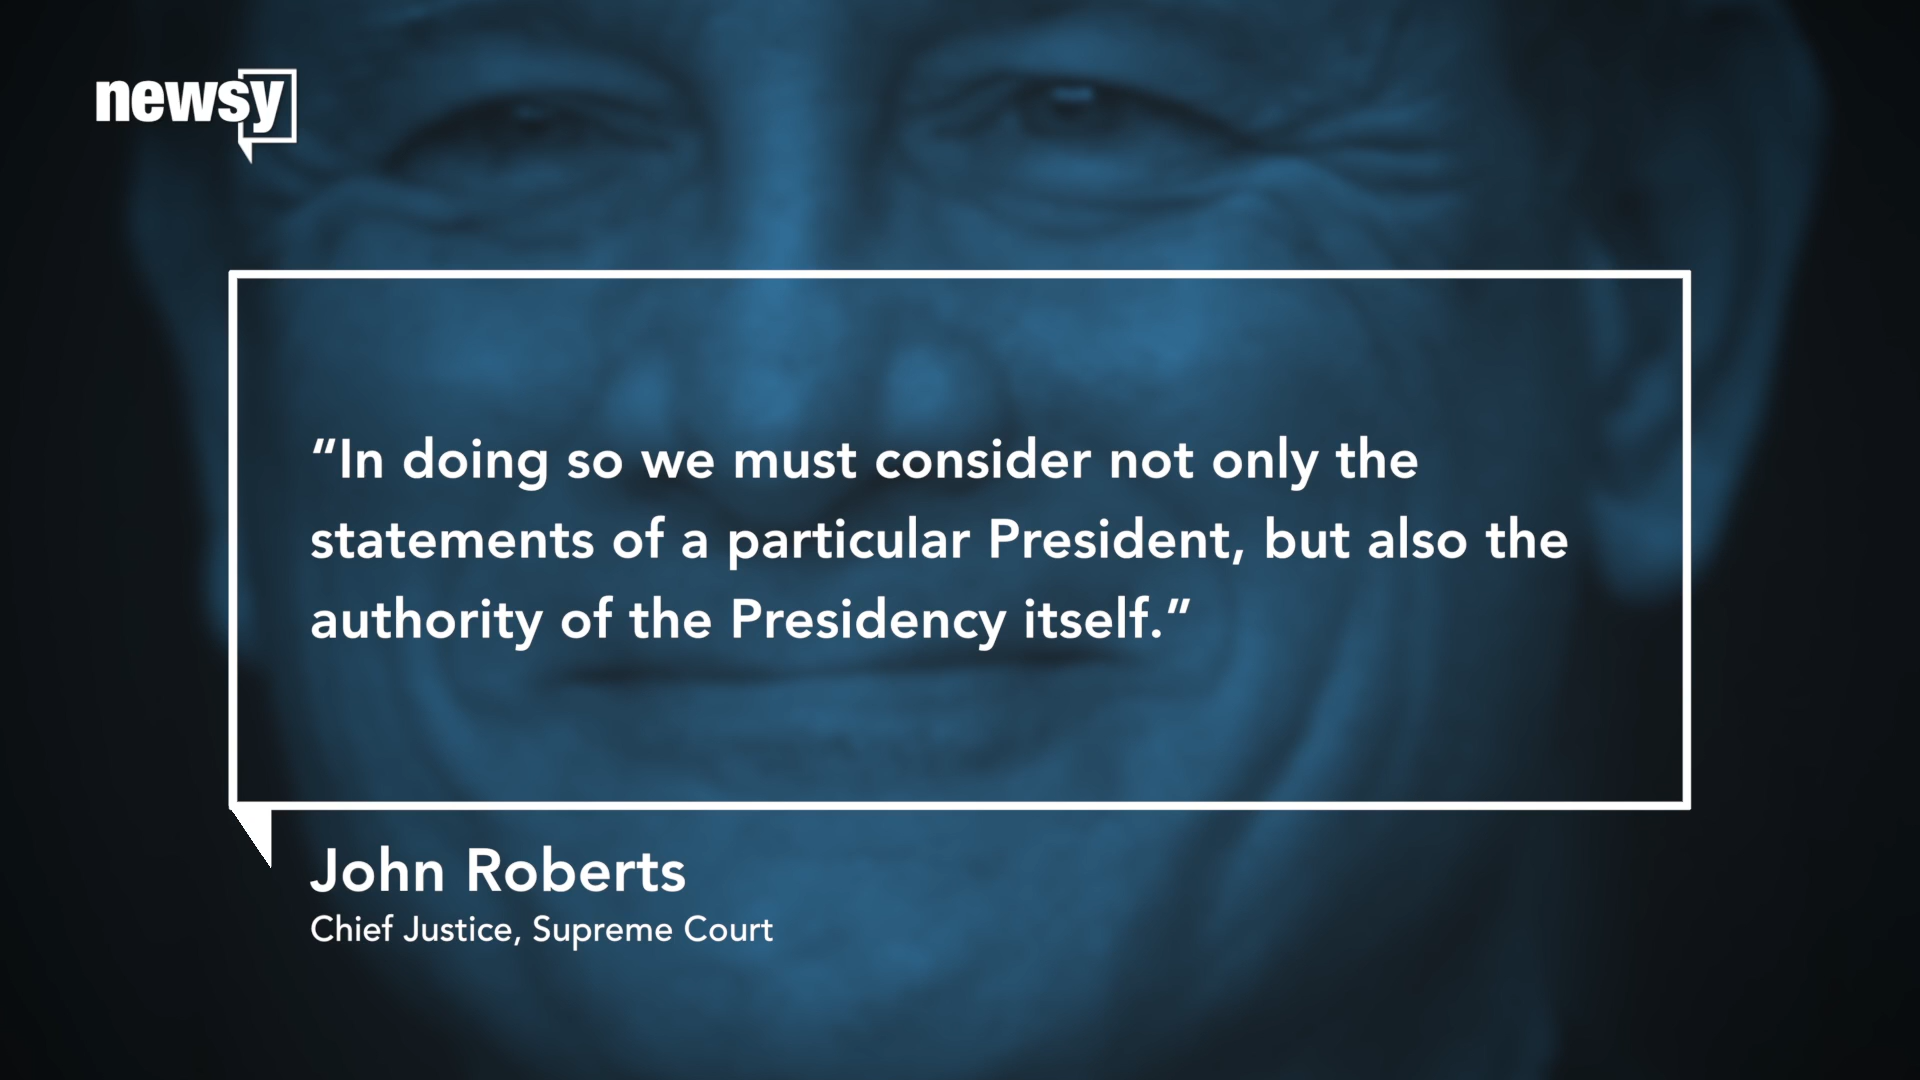 newsy
“In doing so we must consider not only the
statements of a particular President, but also the
authority of the Presidency itself.”
John Roberts
Chief Justice, Supreme Court